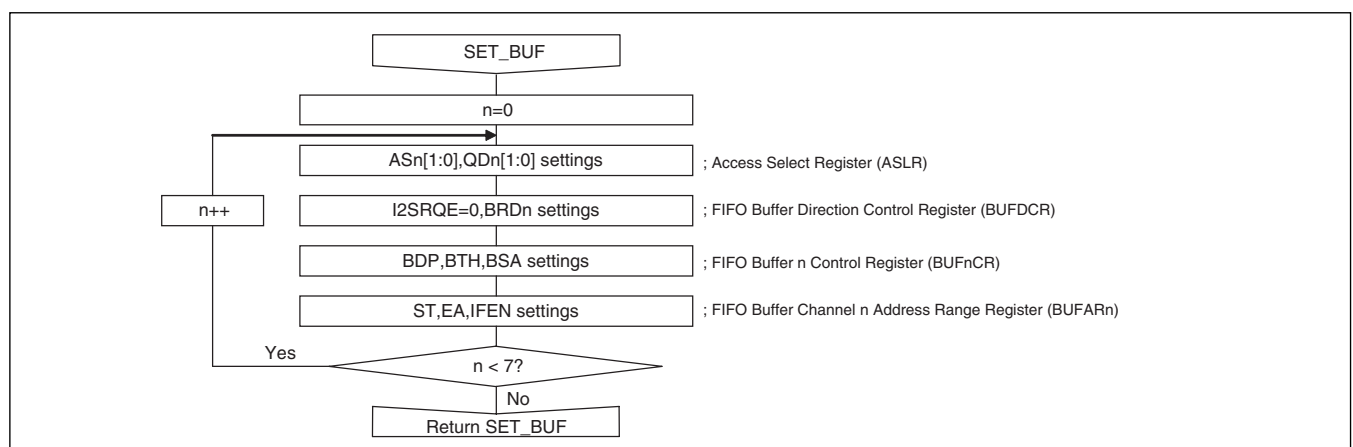 SET_BUF
n=0
ASn[1:0],QDn[1:0] settings
; Access Select Register (ASLR)
n++
I2SRQE=0,BRDn settings
; FIFO Buffer Direction Control Register (BUFDCR)
BDP,BTH,BSA settings
; FIFO Buffer n Control Register (BUFnCR)
ST,EA,IFEN settings
; FIFO Buffer Channel n Address Range Register (BUFARn)
Yes
n < 7?
No
Return SET_BUF